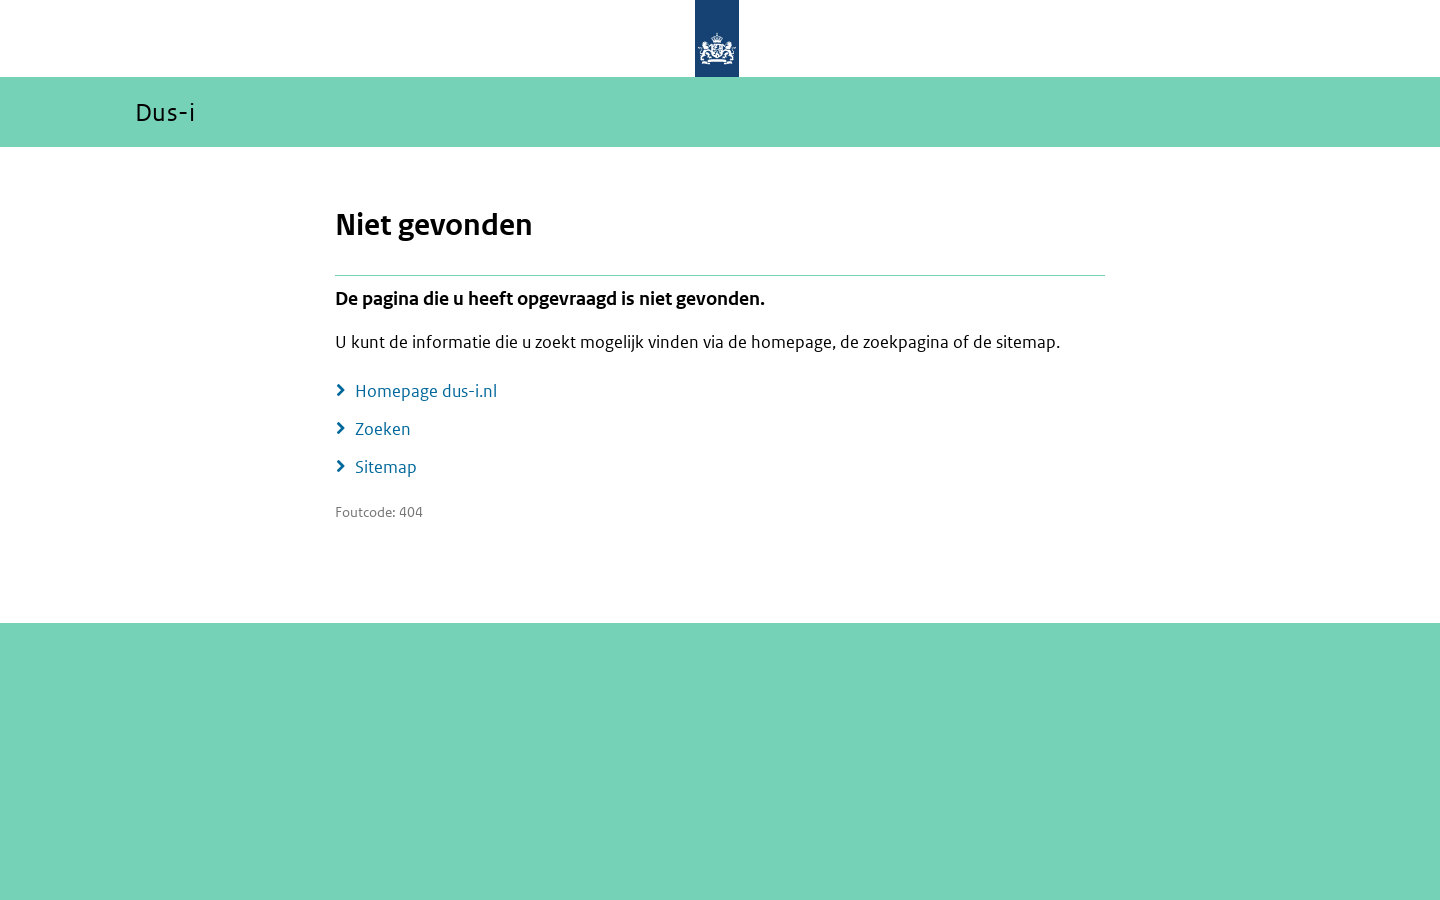 Dus-i
Niet gevonden
De pagina die u heeft opgevraagd is niet gevonden.
U kunt de informatie die u zoekt mogelijk vinden via de homepage, de zoekpagina of de sitemap.
Homepage dus-i.nl
Zoeken
Sitemap
Foutcode: 404